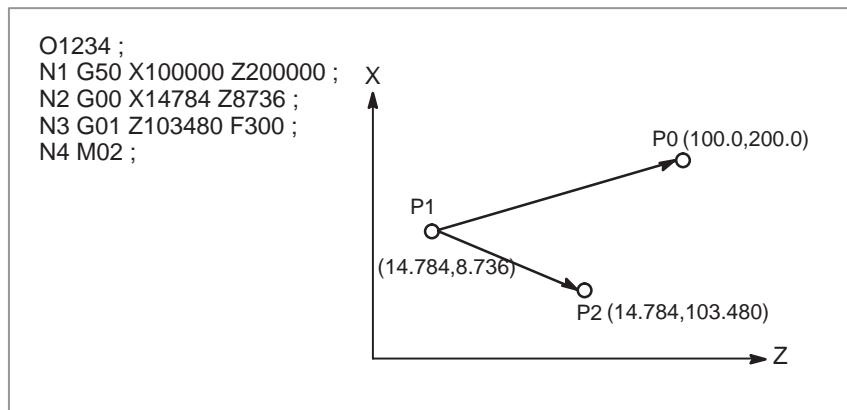 O1234 ;
N1 G50 X100000 Z200000 ;
N2 G00 X14784 Z8736 ;
N3 G01 Z103480 F300 ;
N4 M02 ;
X
P0 (100.0,200.0)
P1
(14.784,8.736)
P2 (14.784,103.480)
Z